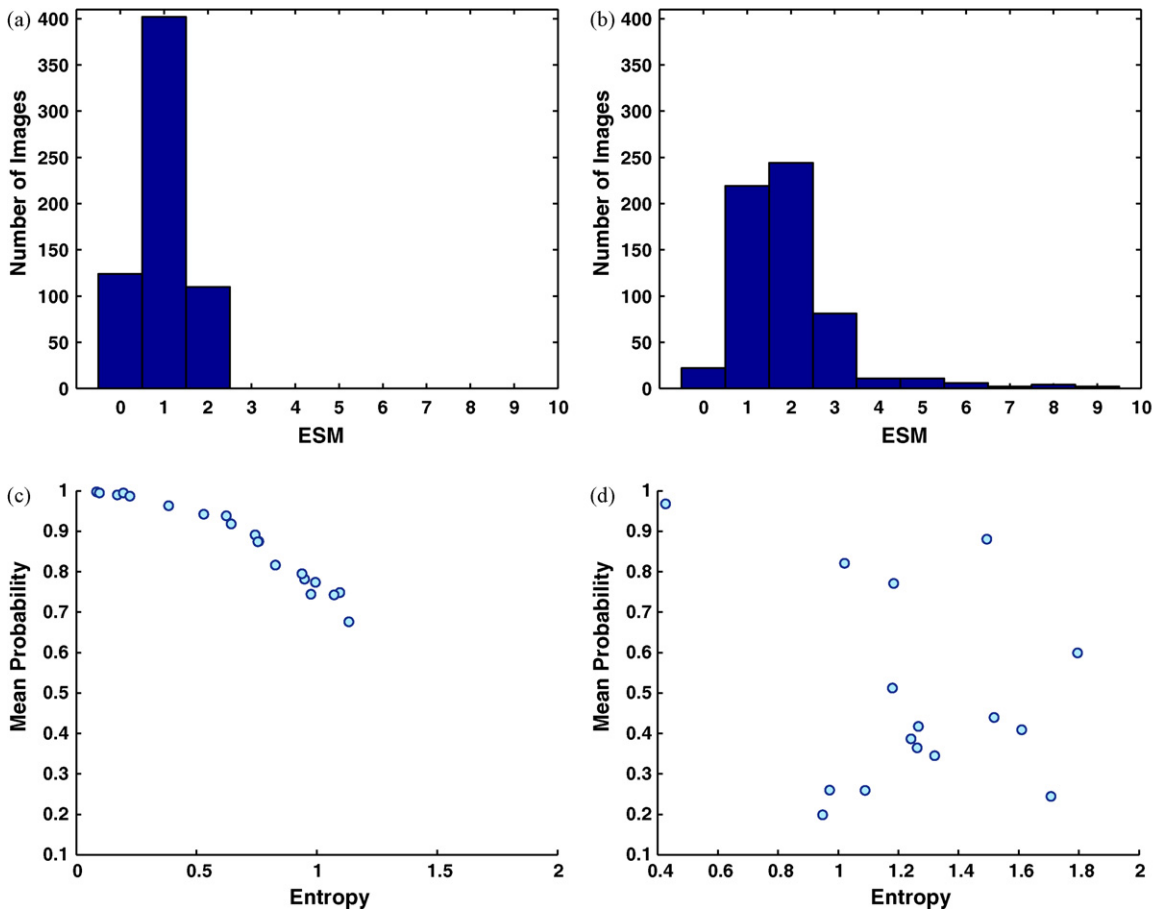 (a)
400
350
300
250
200
150
100
50
0
Number of Images
0 1 2 3 4 5 6 7 8 9 10
ESM
(b)
400
350
300
250
200
150
100
50
0
Number of Images
0 1 2 3 4 5 6 7 8 9 10
ESM
(c)
1
0.9
0.8
0.7
0.6
0.5
0.4
0.3
0.2
0.1
Mean Probability
0 0.5 1 1.5 2
Entropy
(d)
1
0.9
0.8
0.7
0.6
0.5
0.4
0.3
0.2
0.1
Mean Probability
0.4 0.6 0.8 1 1.2 1.4 1.6 1.8 2
Entropy